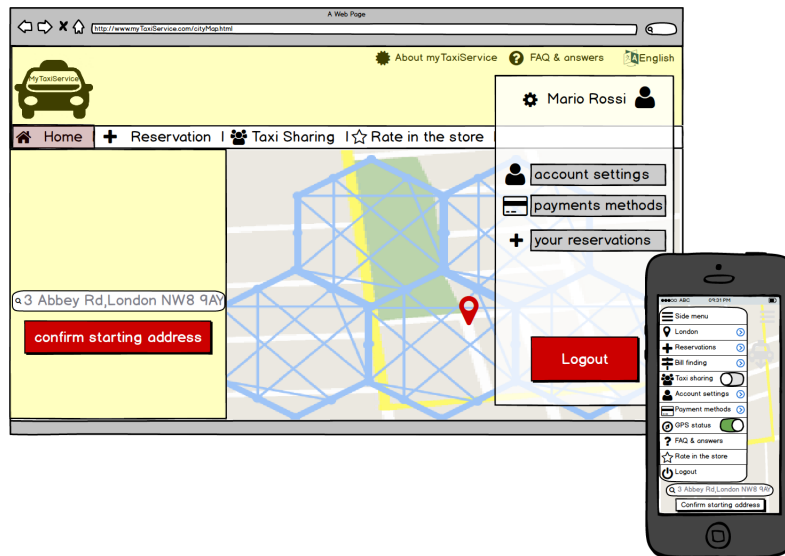 A Web Page
http://www.myTaxiService.com/cityMap.html
About myTaxiService
FAQ & answers
English
MyTaxiService
Mario Rossi
Home
Reservation
Taxi Sharing
Rate in the store
account settings
payments methods
your reservations
3 Abbey Rd,London NW8 9AY
confirm starting address
Logout
ABC 09:31 PM
Side menu
London
Reservations
Bill finding
Taxi sharing
Account settings
Payment methods
GPS status
FAQ & answers
Rate in the store
Logout
3 Abbey Rd,London NW8 9AY
Confirm starting address